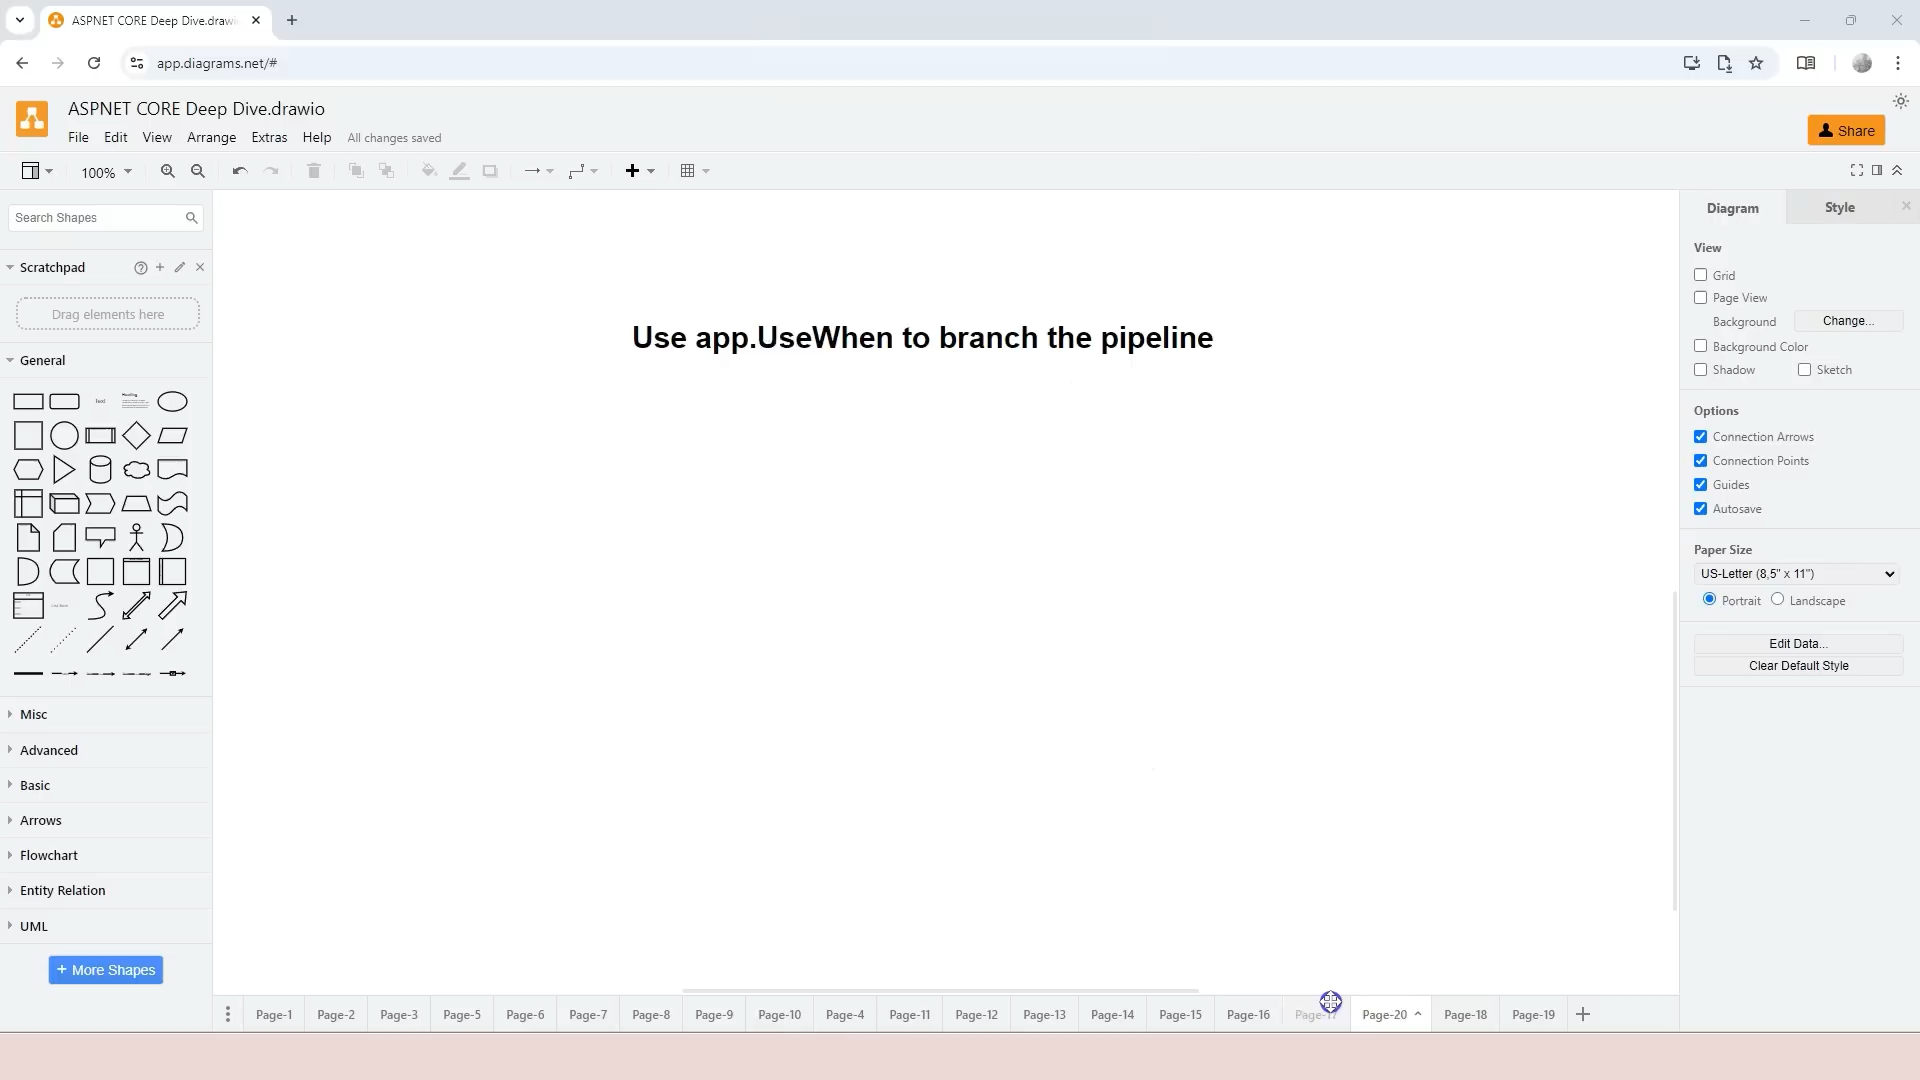 ASPNET CORE Deep Dive.drawi
app.diagrams.net/#
ASPNET CORE Deep Dive.drawio
File Edit View Arrange Extras Help All changes saved
Share
100%
Search Shapes
Scratchpad
Drag elements here
General
Text
Heading
Misc
Advanced
Basic
Arrows
Flowchart
Entity Relation
UML
+ More Shapes
Use app.UseWhen to branch the pipeline
Diagram Style
View
Grid
Page View
Background Change...
Background Color
Shadow Sketch
Options
Connection Arrows
Connection Points
Guides
Autosave
Paper Size
US-Letter (8,5" x 11")
Portrait Landscape
Edit Data...
Clear Default Style
Page-1 Page-2 Page-3 Page-5 Page-6 Page-7 Page-8 Page-9 Page-10 Page-4 Page-11 Page-12 Page-13 Page-14 Page-15 Page-16 Page-17 Page-20 Page-18 Page-19